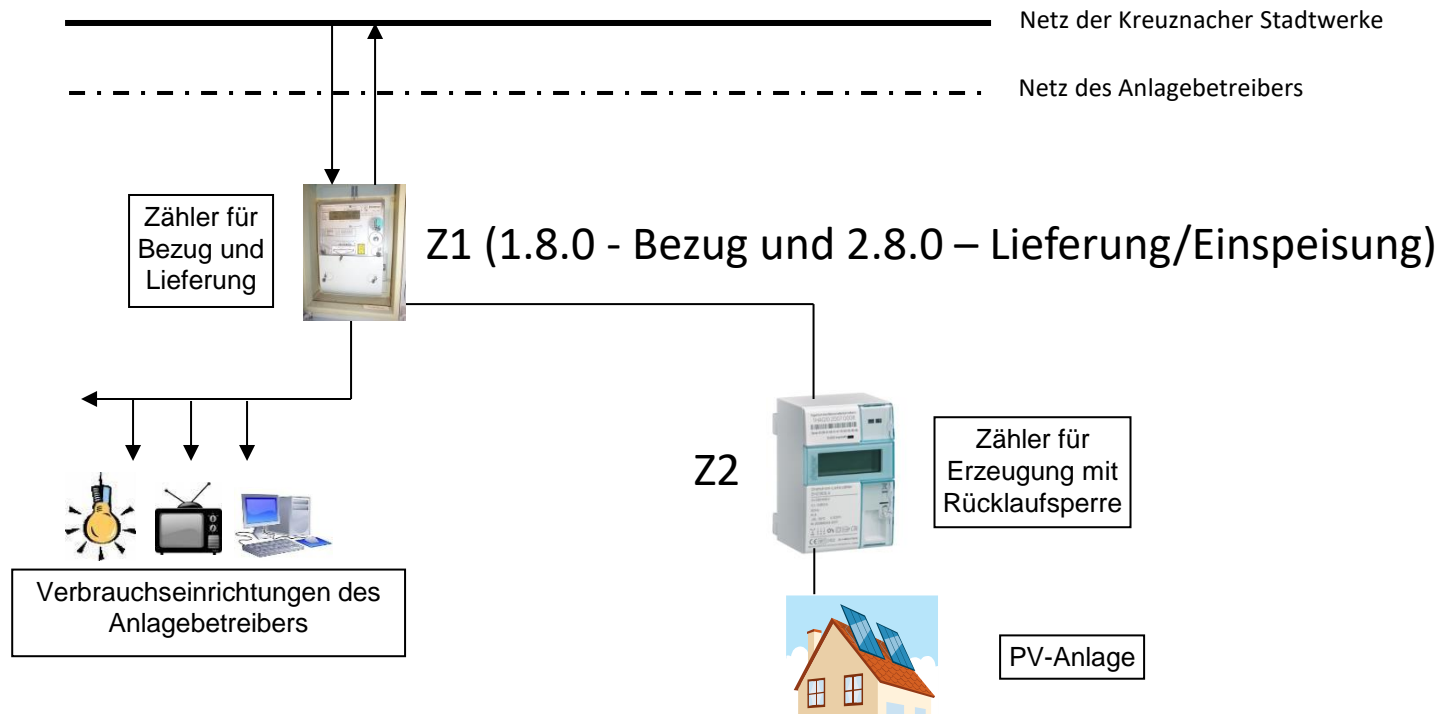 Netz der Kreuznacher Stadtwerke
Netz des Anlagebetreibers
Zähler für
Bezug und
Lieferung
Z1 (1.8.0 - Bezug und 2.8.0 – Lieferung/Einspeisung)
Z2
Zähler für
Erzeugung mit
Rücklaufsperre
Verbrauchseinrichtungen des
Anlagebetreibers
PV-Anlage